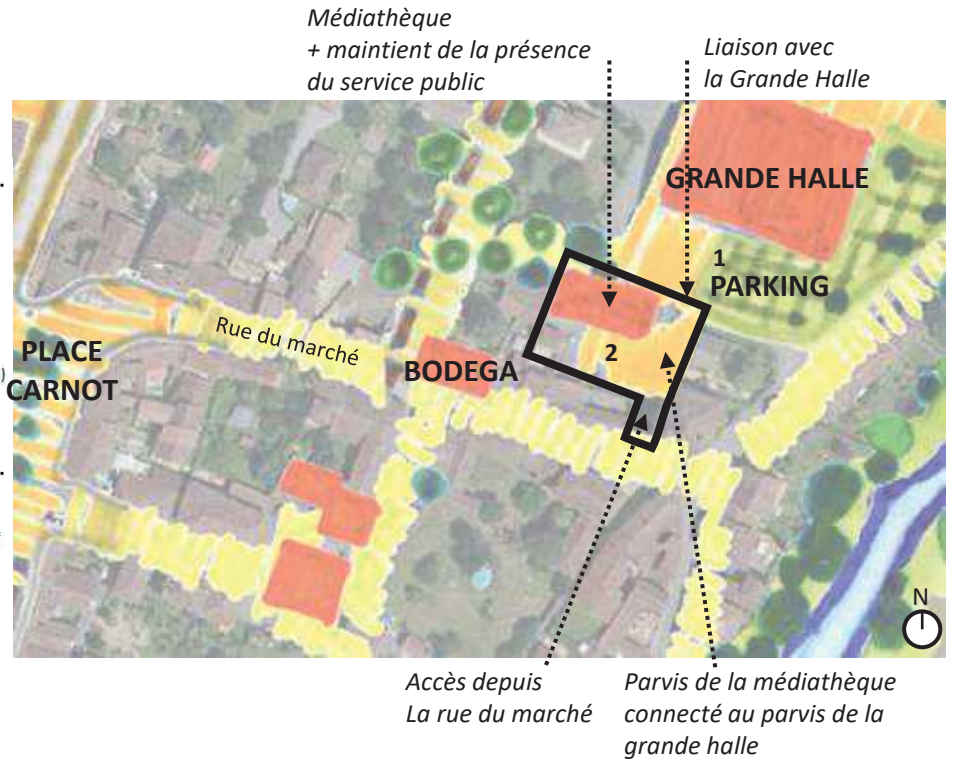 Médiathèque
+ maintient de la présence
du service public
Liaison avec
la Grande Halle
GRANDE HALLE
1
PARKING
Rue du marché
PLACE
CARNOT
BODEGA
2
N
Accès depuis
La rue du marché
Parvis de la médiathèque
connecté au parvis de la
grande halle